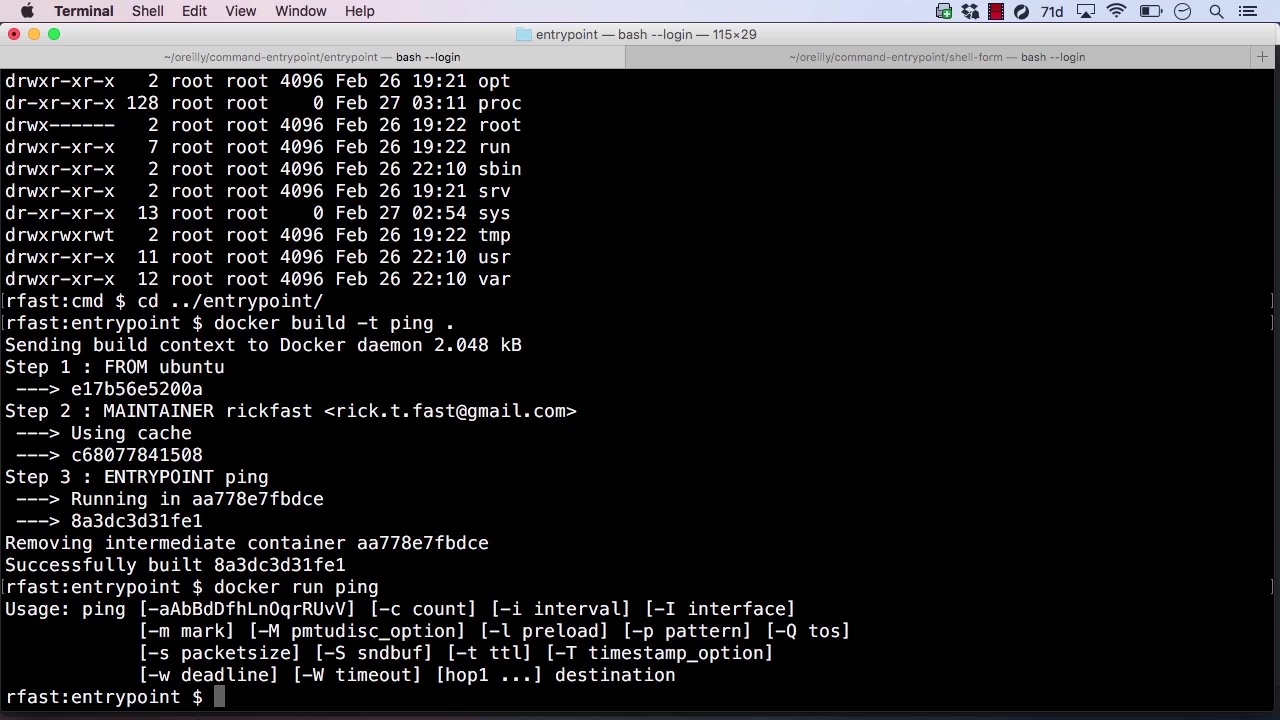 Terminal Shell Edit View Window Help 71d
entrypoint — bash --login — 115×29
~/oreilly/command-entrypoint/entrypoint — bash --login ~/oreilly/command-entrypoint/shell-form — bash --login +
drwxr-xr-x   2 root root 4096 Feb 26 19:21 opt
dr-xr-xr-x 128 root root    0 Feb 27 03:11 proc
drwx------   2 root root 4096 Feb 26 19:22 root
drwxr-xr-x   7 root root 4096 Feb 26 19:22 run
drwxr-xr-x   2 root root 4096 Feb 26 22:10 sbin
drwxr-xr-x   2 root root 4096 Feb 26 19:21 srv
dr-xr-xr-x  13 root root    0 Feb 27 02:54 sys
drwxrwxrwt   2 root root 4096 Feb 26 19:22 tmp
drwxr-xr-x  11 root root 4096 Feb 26 22:10 usr
drwxr-xr-x  12 root root 4096 Feb 26 22:10 var
[rfast:cmd $ cd ../entrypoint/ ]
[rfast:entrypoint $ docker build -t ping . ]
Sending build context to Docker daemon 2.048 kB
Step 1 : FROM ubuntu
 ---> e17b56e5200a
Step 2 : MAINTAINER rickfast <rick.t.fast@gmail.com>
 ---> Using cache
 ---> c68077841508
Step 3 : ENTRYPOINT ping
 ---> Running in aa778e7fbdce
 ---> 8a3dc3d31fe1
Removing intermediate container aa778e7fbdce
Successfully built 8a3dc3d31fe1
[rfast:entrypoint $ docker run ping ]
Usage: ping [-aAbBdDfhLnOqrRUvV] [-c count] [-i interval] [-I interface]
            [-m mark] [-M pmtudisc_option] [-l preload] [-p pattern] [-Q tos]
            [-s packetsize] [-S sndbuf] [-t ttl] [-T timestamp_option]
            [-w deadline] [-W timeout] [hop1 ...] destination
rfast:entrypoint $